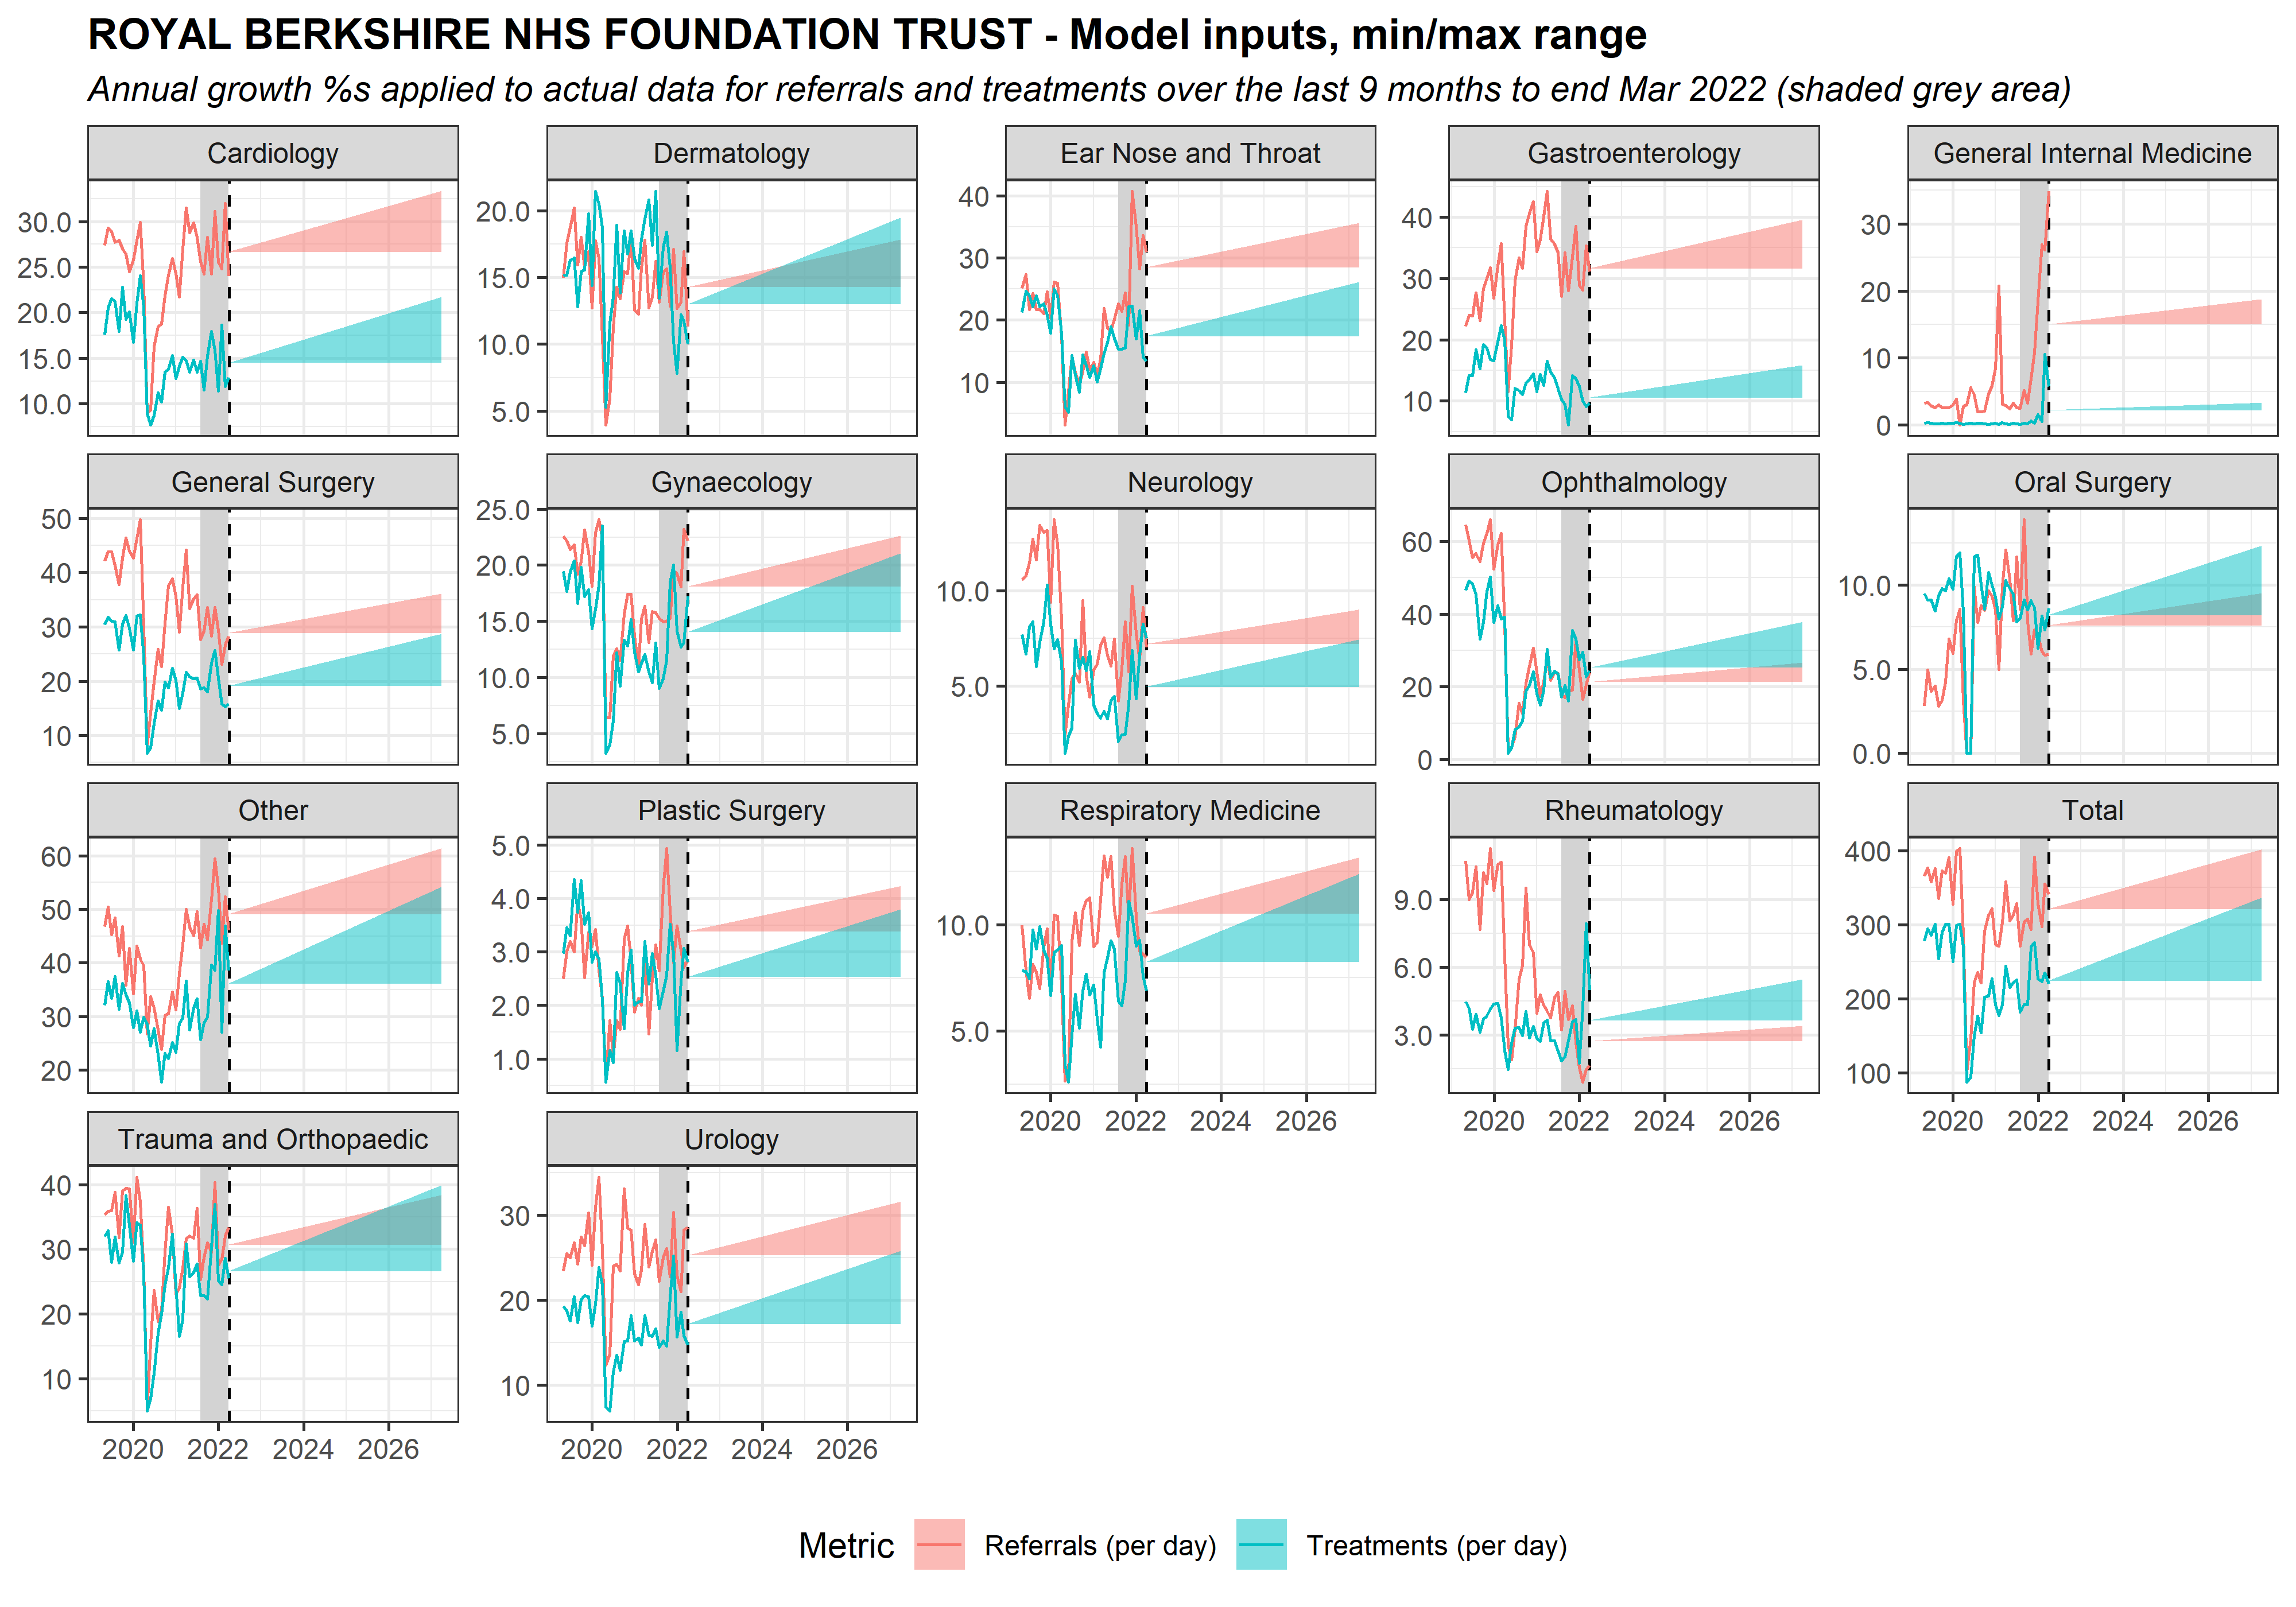 ROYAL BERKSHIRE NHS FOUNDATION TRUST - Model inputs, min/max range
Annual growth %s applied to actual data for referrals and treatments over the last 9 months to end Mar 2022 (shaded grey area)
Cardiology
30.0
25.0
20.0
15.0
10.0
Dermatology
20.0
15.0
10.0
5.0
Ear Nose and Throat
40
30
20
10
Gastroenterology
40
30
20
10
General Internal Medicine
30
20
10
0
General Surgery
50
40
30
20
10
Gynaecology
25.0
20.0
15.0
10.0
5.0
Neurology
10.0
5.0
Ophthalmology
60
40
20
0
Oral Surgery
10.0
5.0
0.0
Other
60
50
40
30
20
Plastic Surgery
5.0
4.0
3.0
2.0
1.0
Respiratory Medicine
10.0
5.0
2020 2022 2024 2026
Rheumatology
9.0
6.0
3.0
2020 2022 2024 2026
Total
400
300
200
100
2020 2022 2024 2026
Trauma and Orthopaedic
40
30
20
10
2020 2022 2024 2026
Urology
30
20
10
2020 2022 2024 2026
Metric Referrals (per day) Treatments (per day)